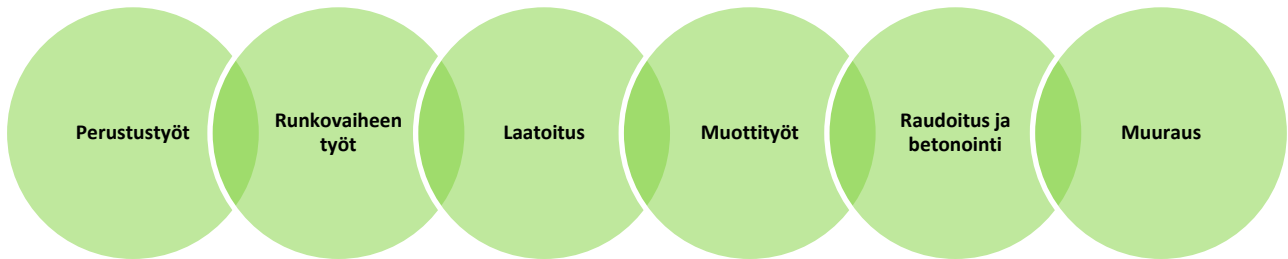 Perustustyöt
Runkovaiheen
työt
Laatoitus
Muottityöt
Raudoitus ja
betonointi
Muuraus